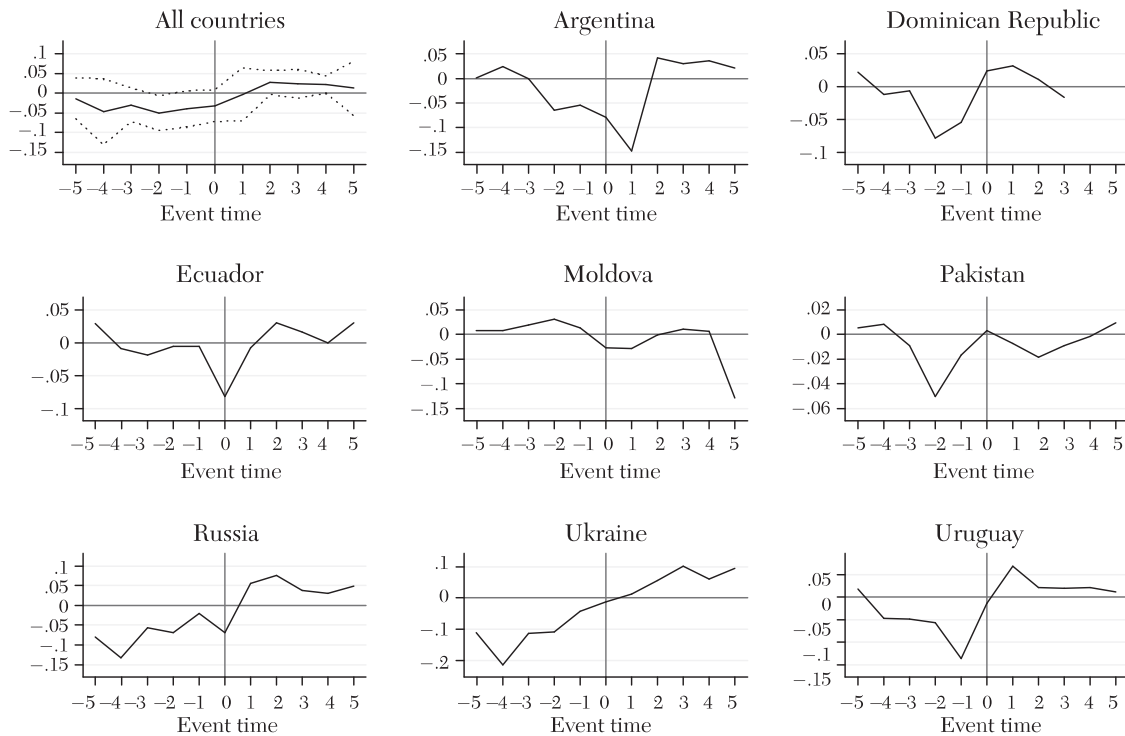 All countries
.1
.05
0
−.05
−.1
−.15
−5 −4 −3 −2 −1 0 1 2 3 4 5
Event time
Argentina
.05
0
−.05
−.1
−.15
−5 −4 −3 −2 −1 0 1 2 3 4 5
Event time
Dominican Republic
.05
0
−.05
−.1
−5 −4 −3 −2 −1 0 1 2 3 4 5
Event time
Ecuador
.05
0
−.05
−.1
−5 −4 −3 −2 −1 0 1 2 3 4 5
Event time
Moldova
.05
0
−.05
−.1
−.15
−5 −4 −3 −2 −1 0 1 2 3 4 5
Event time
Pakistan
.02
0
−.02
−.04
−.06
−5 −4 −3 −2 −1 0 1 2 3 4 5
Event time
Russia
.1
.05
0
−.05
−.1
−.15
−5 −4 −3 −2 −1 0 1 2 3 4 5
Event time
Ukraine
.1
0
−.1
−.2
−5 −4 −3 −2 −1 0 1 2 3 4 5
Event time
Uruguay
.05
0
−.05
−.1
−.15
−5 −4 −3 −2 −1 0 1 2 3 4 5
Event time